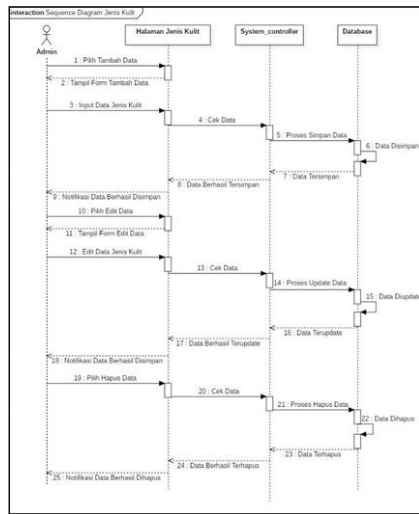 interaction Sequence Diagram Jenis Kulit
Admin
Halaman Jenis Kulit
System_controller
Database
1 : Pilih Tambah Data
2 : Tampil Form Tambah Data
3 : Input Data Jenis Kulit
4 : Cek Data
5 : Proses Simpan Data
6 : Data Disimpan
7 : Data Tersimpan
8 : Data Berhasil Tersimpan
9 : Notifikasi Data Berhasil Disimpan
10 : Pilih Edit Data
11 : Tampil Form Edit Data
12 : Edit Data Jenis Kulit
13 : Cek Data
14 : Proses Update Data
15 : Data Diupdate
16 : Data Terupdate
17 : Data Berhasil Terupdate
18 : Notifikasi Data Berhasil Disimpan
19 : Pilih Hapus Data
20 : Cek Data
21 : Proses Hapus Data
22 : Data Dihapus
23 : Data Terhapus
24 : Data Berhasil Terhapus
25 : Notifikasi Data Berhasil Dihapus